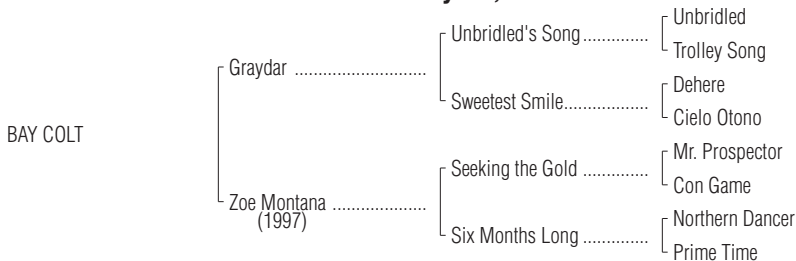 Unbridled
Unbridled's Song..............
Trolley Song
Graydar ............................
Dehere
Sweetest Smile..................
Cielo Otono
BAY COLT
Mr. Prospector
Seeking the Gold ..............
Con Game
Zoe Montana ....................
(1997)
Northern Dancer
Six Months Long ..............
Prime Time